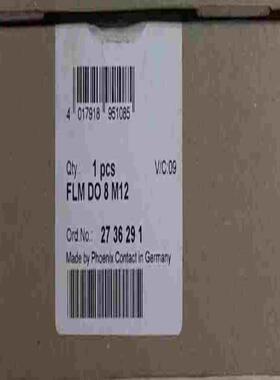 4 017918 951085
Qty.: 1 pcs V/C:09
FLM DO 8 M12
Ord.No.: 27 36 29 1
Made by Phoenix Contact in Germany